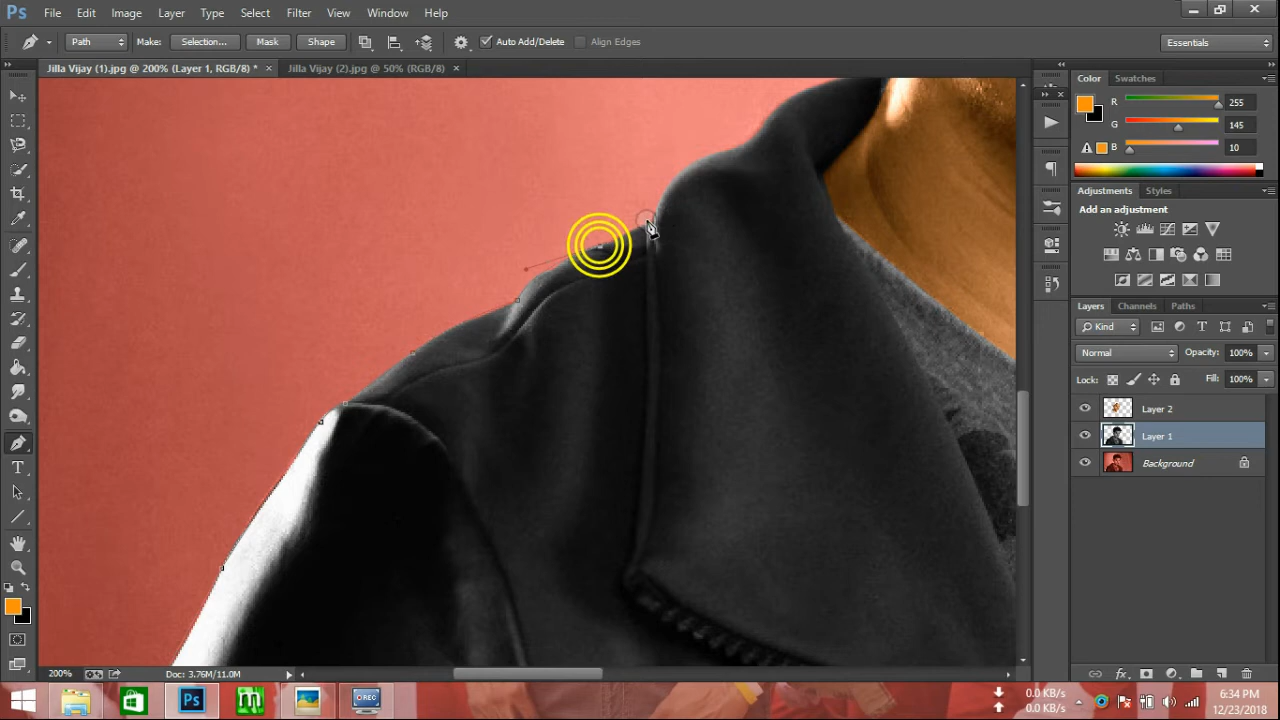 Ps File Edit Image Layer Type Select Filter View Window Help
Path Make: Selection... Mask Shape Auto Add/Delete Align Edges Essentials
Jilla Vijay (1).jpg @ 200% (Layer 1, RGB/8) * × Jilla Vijay (2).jpg @ 50% (RGB/8) ×
Color Swatches
R 255
G 145
B 10
Adjustments Styles
Add an adjustment
Layers Channels Paths
Kind
Normal Opacity: 100%
Lock: Fill: 100%
Layer 2
Layer 1
Background
200% Doc: 3.76M/11.0M
Ps REC 0.0 KB/s 6:34 PM
0.0 KB/s 12/23/2018